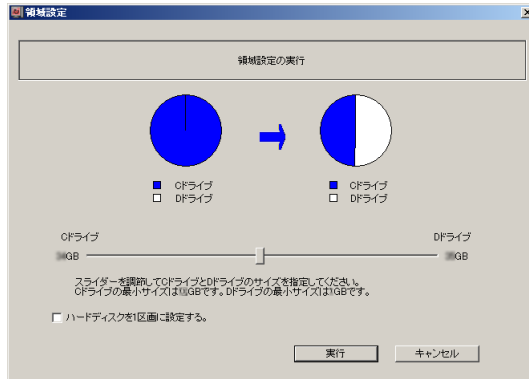 領域設定
領域設定の実行
Cドライブ
Dドライブ
Cドライブ
Dドライブ
Cドライブ
Dドライブ
GB
GB
スライダーを調節してCドライブとDドライブのサイズを指定してください。
Cドライブの最小サイズは GBです。Dドライブの最小サイズは GBです。
ハードディスクを1区画に設定する。
実行
キャンセル